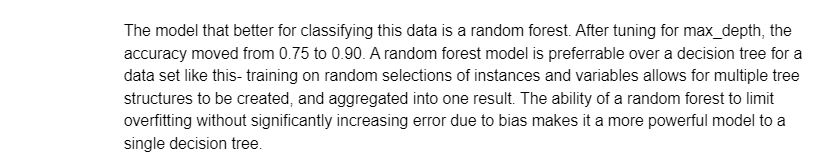 The model that better for classifying this data is a random forest. After tuning for max_depth, the
accuracy moved from 0.75 to 0.90. A random forest model is preferrable over a decision tree for a
data set like this- training on random selections of instances and variables allows for multiple tree
structures to be created, and aggregated into one result. The ability of a random forest to limit
overfitting without significantly increasing error due to bias makes it a more powerful model to a
single decision tree.